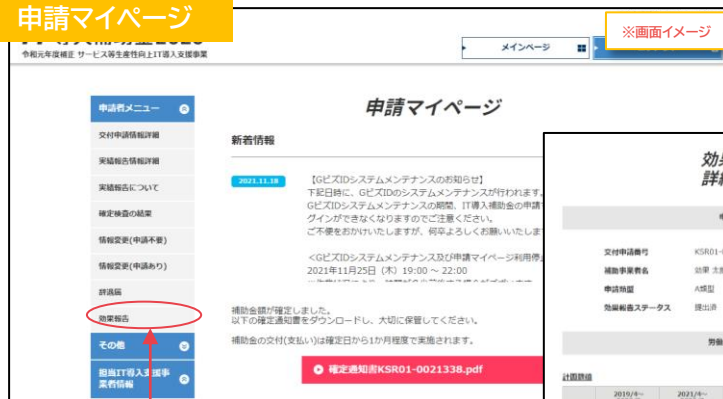 申請マイページ
※画面イメージ
令和元年度補正 サービス等生産性向上IT導入支援事業
メインページ
申請者メニュー
交付申請情報詳細
実績報告情報詳細
実績報告について
確定検査の結果
情報変更(申請不要)
情報変更(申請あり)
辞退届
効果報告
その他
担当IT導入支援事
業者情報
申請マイページ
新着情報
2021.11.18
【GビズIDシステムメンテナンスのお知らせ】
下記日時に、GビズIDのシステムメンテナンスが行われます。
GビズIDシステムメンテナンスの期間、IT導入補助金の申請
グインができなくなりますのでご注意ください。
ご不便をおかけいたしますが、何卒よろしくお願いいたしま
<GビズIDシステムメンテナンス及び申請マイページ利用停
2021年11月25日（木）19:00 ~ 22:00
補助金額が確定しました。
以下の確定通知書をダウンロードし、大切に保管してください。
補助金の交付(支払い)は確定日から1か月程度で実施されます。
確定通知書KSR01-0021338.pdf
効果
詳細
交付申請番号 KSR01-
補助事業者名 効果 太
申請類型 A類型
効果報告ステータス 提出済
労働
計画数値
2019/4~ 2021/4~